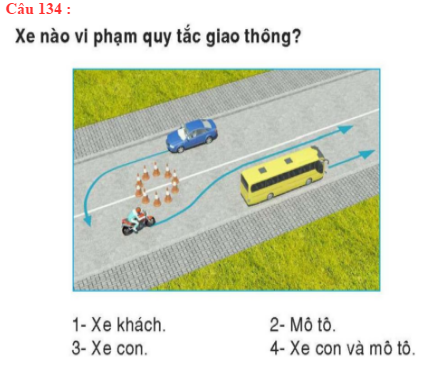 Câu 134 :
Xe nào vi phạm quy tắc giao thông?
1- Xe khách. 2- Mô tô.
3- Xe con. 4- Xe con và mô tô.